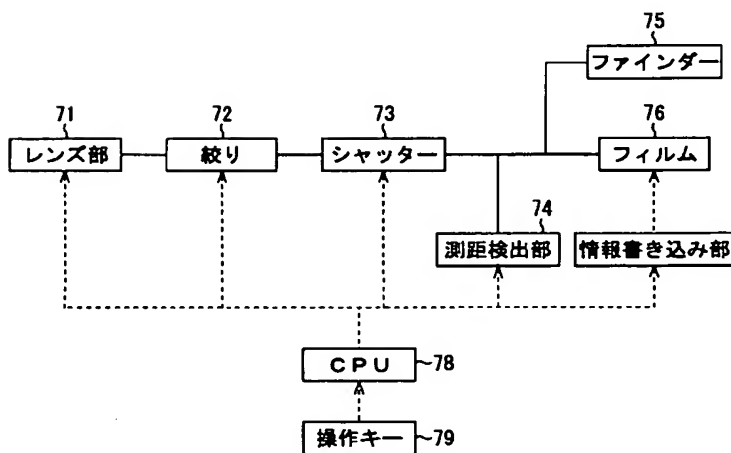 75
ファインダー
71
72
73
76
レンズ部
絞り
シャッター
フィルム
74
測距検出部
情報書き込み部
CPU
78
操作キー
79